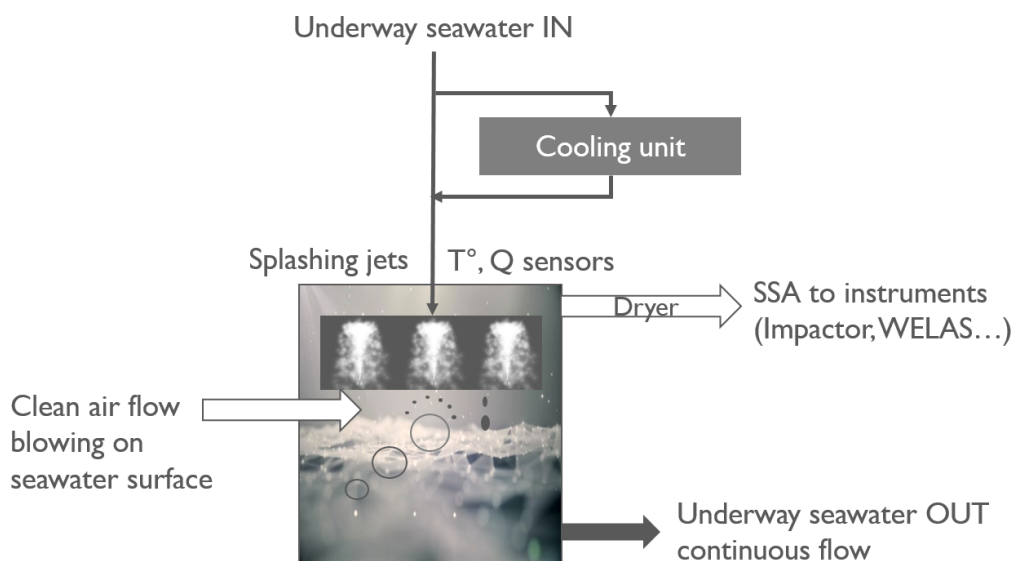 Underway seawater IN
Cooling unit
Splashing jets
T°, Q sensors
Dryer
SSA to instruments
(Impactor, WELAS…)
Clean air flow
blowing on
seawater surface
Underway seawater OUT
continuous flow